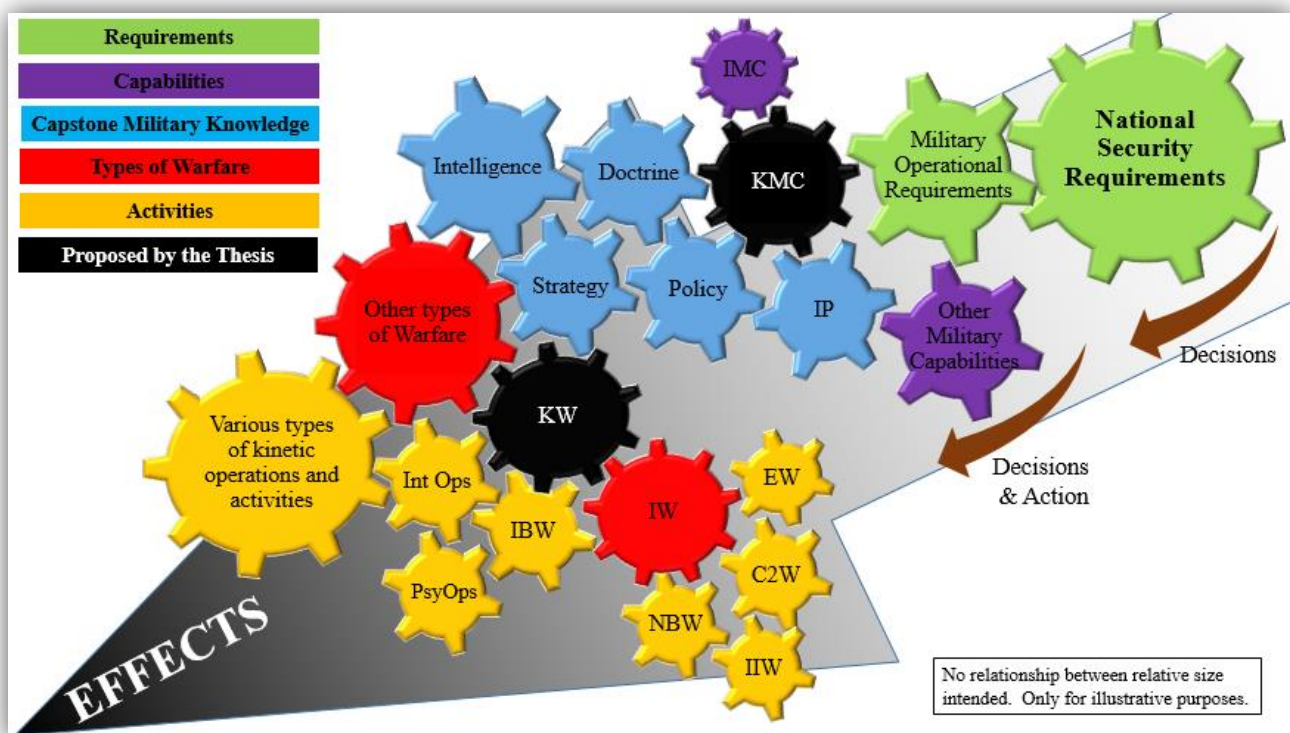 Requirements
Capabilities
Capstone Military Knowledge
Types of Warfare
Activities
Proposed by the Thesis
IMC
Intelligence
Doctrine
KMC
Military
Operational
Requirements
National
Security
Requirements
Other types
of Warfare
Strategy
Policy
IP
Other
Military
Capabilities
Decisions
Various types
of kinetic
operations and
activities
Int Ops
KW
IBW
IW
EW
Decisions
& Action
PsyOps
NBW
C2W
IIW
EFFECTS
No relationship between relative size
intended. Only for illustrative purposes.